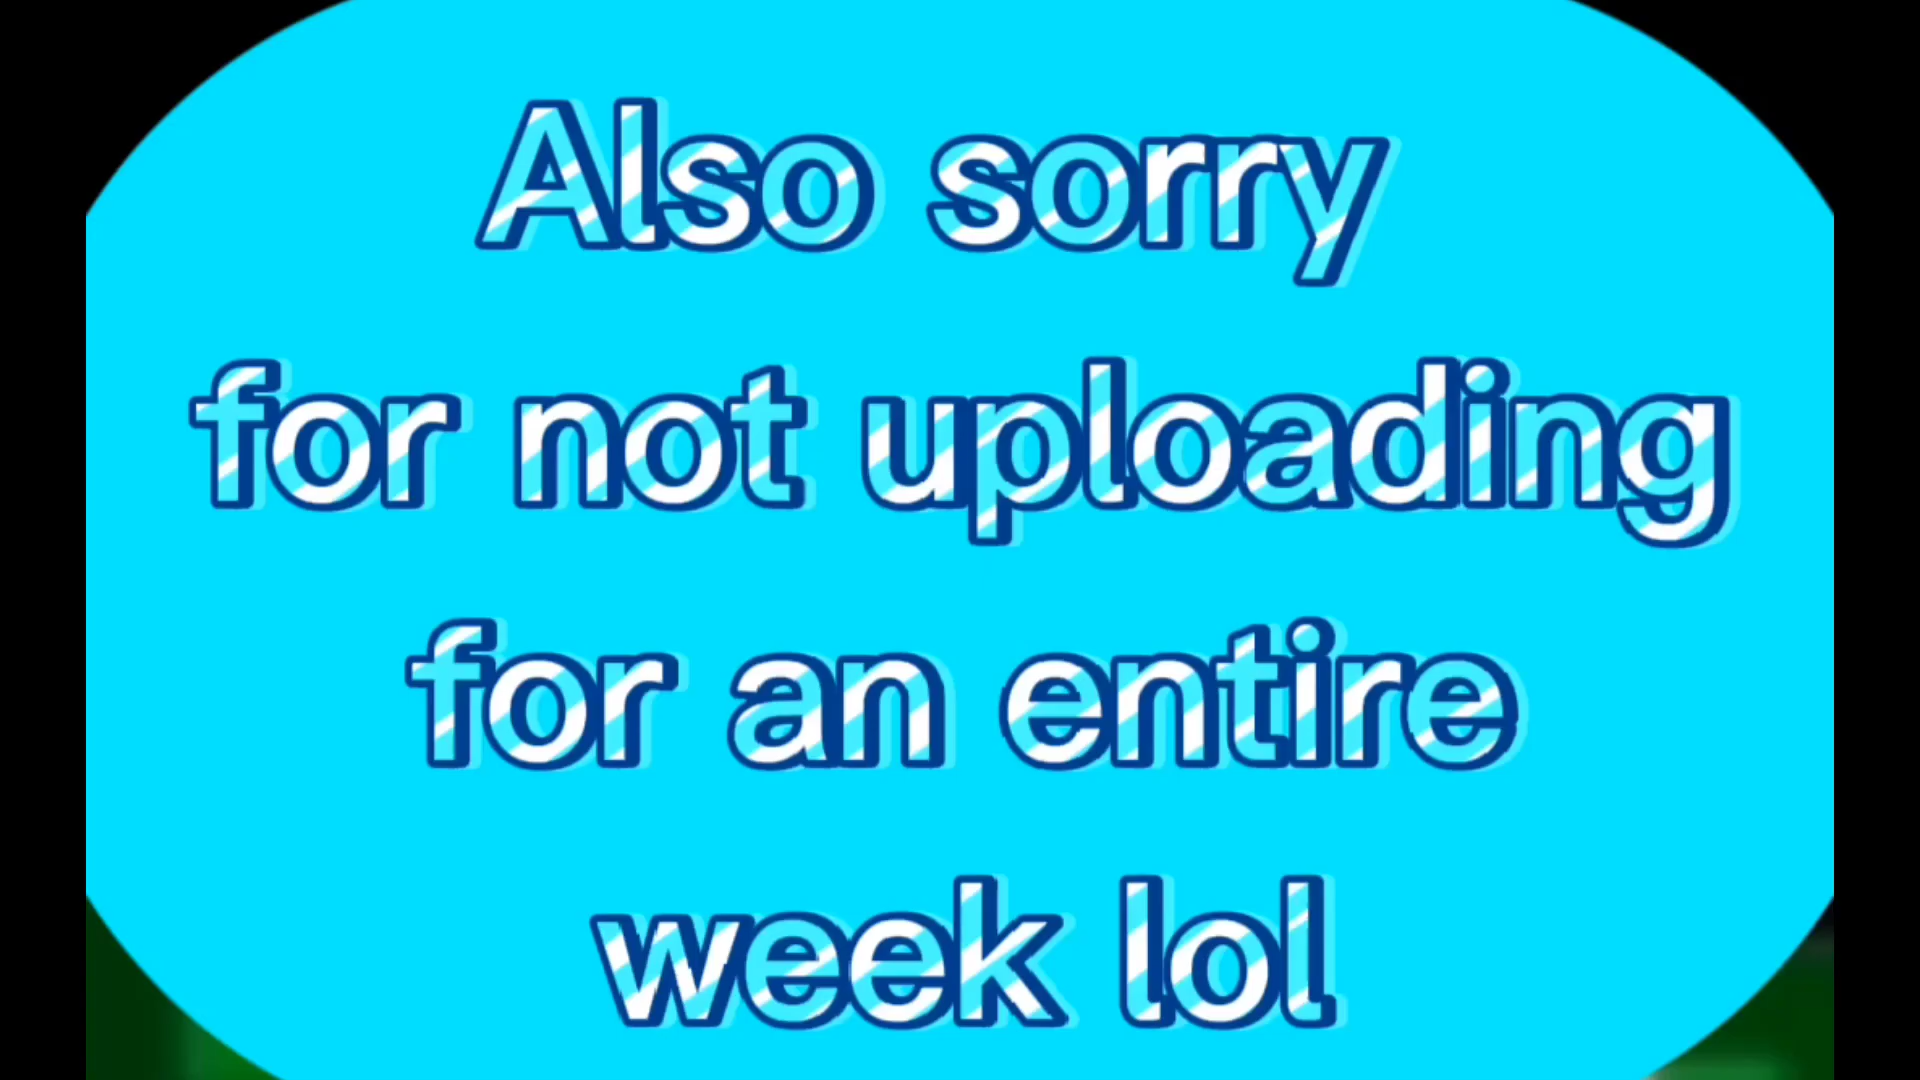 Also sorry
for not uploading
for an entire
week lol